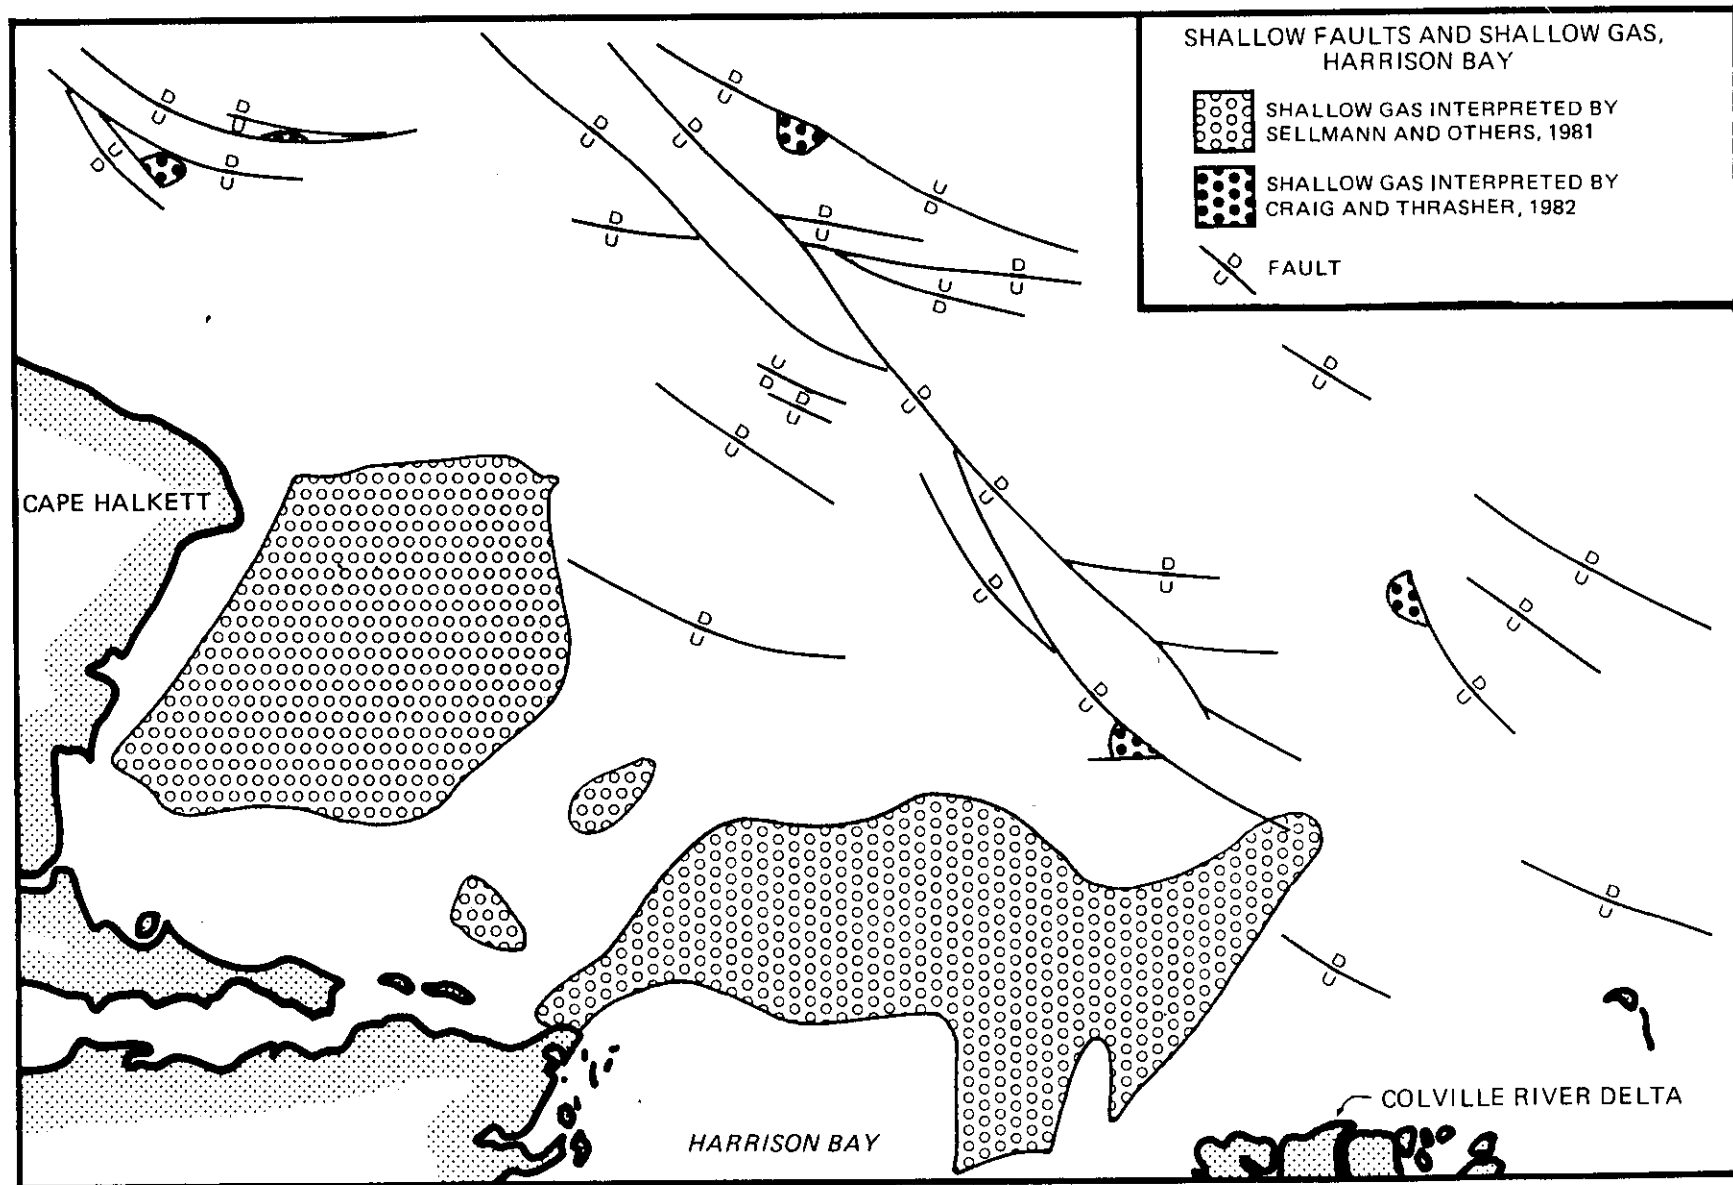 SHALLOW FAULTS AND SHALLOW GAS,
HARRISON BAY
SHALLOW GAS INTERPRETED BY
SELLMANN AND OTHERS, 1981
SHALLOW GAS INTERPRETED BY
CRAIG AND THRASHER, 1982
D
U
FAULT
D
U
D
U
D
U
U
D
D
U
D
U
D
U
U
D
D
U
D
U
D
U
U
D
U
D
D
U
D
U
D
U
D
U
CAPE HALKETT
D
U
D
U
D
U
D
U
D
U
D
U
D
U
D
U
D
U
D
U
COLVILLE RIVER DELTA
HARRISON BAY